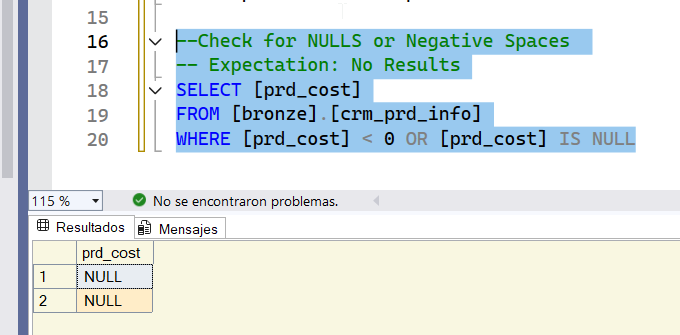 15
16 --Check for NULLS or Negative Spaces
17 -- Expectation: No Results
18 SELECT [prd_cost]
19 FROM [bronze].[crm_prd_info]
20 WHERE [prd_cost] < 0 OR [prd_cost] IS NULL
115 % No se encontraron problemas.
Resultados Mensajes
prd_cost
1 NULL
2 NULL